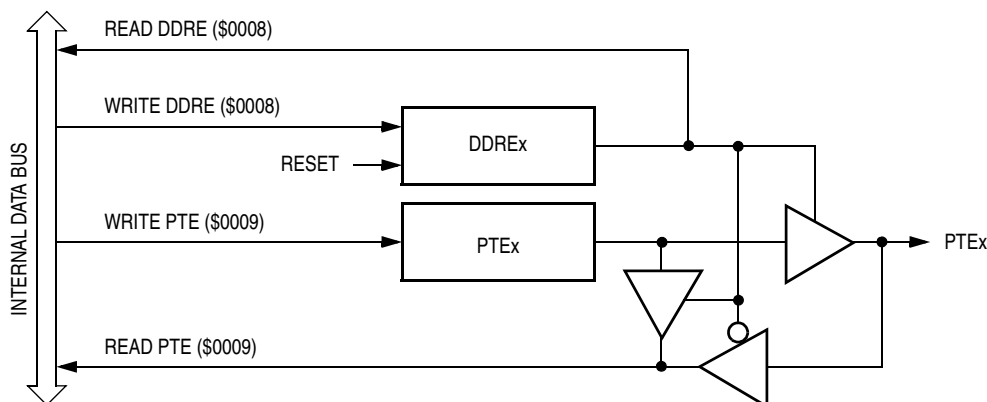 READ DDRE ($0008)
WRITE DDRE ($0008)
DDREx
RESET
WRITE PTE ($0009)
PTEx
PTEx
READ PTE ($0009)
INTERNAL DATA BUS